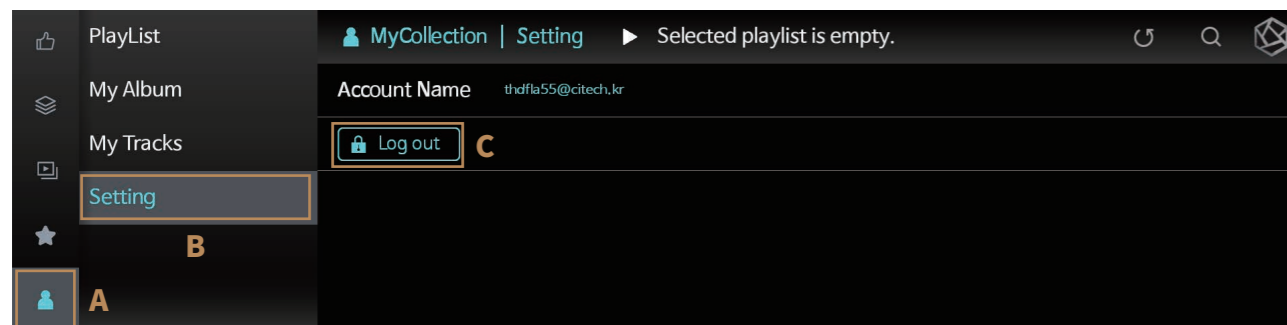 PlayList
My Album
My Tracks
Setting
B
A
MyCollection | Setting ▶ Selected playlist is empty.
Account Name thdfla55@citech.kr
Log out C